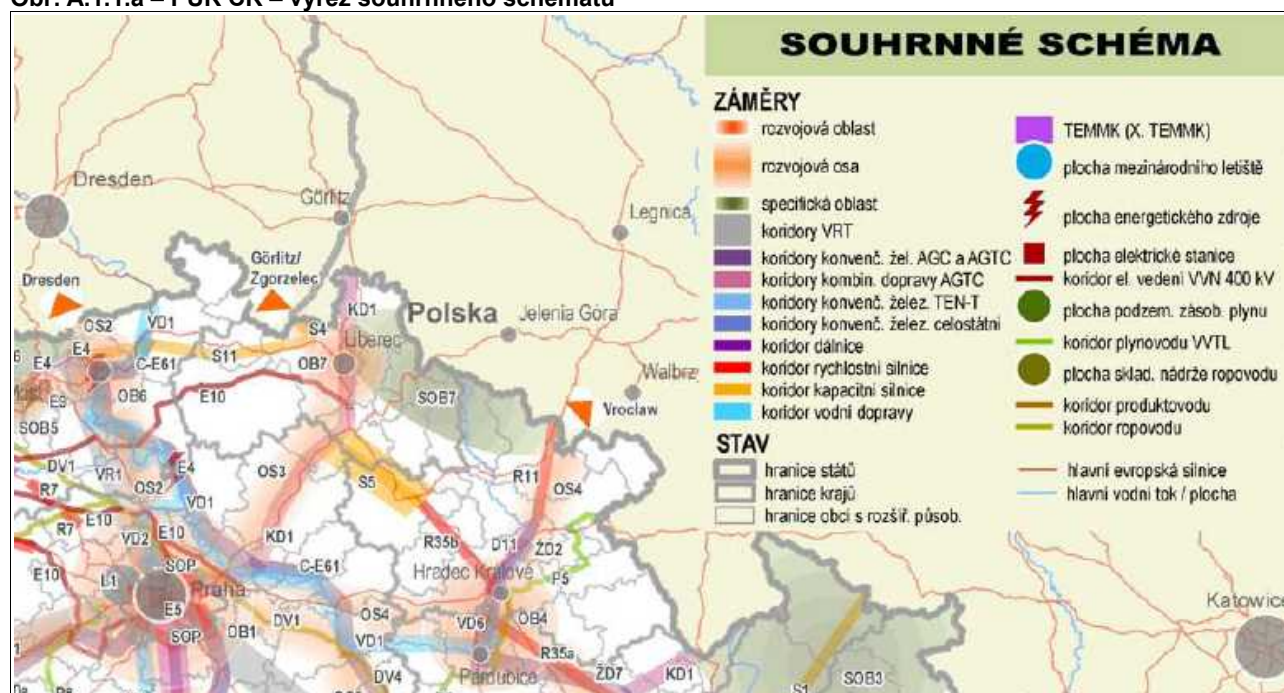 Obr. A.1.1.a – PÚR ČR – výřez souhrnného schématu
SOUHRNNÉ SCHÉMA
ZÁMĚRY
rozvojová oblast
rozvojová osa
specifická oblast
koridory VRT
koridory konvenč. žel. AGC a AGTC
koridory kombin. dopravy AGTC
koridory konvenč. želez. TEN-T
koridory konvenč. želez. celostátní
koridor dálnice
koridor rychlostní silnice
koridor kapacitní silnice
koridor vodní dopravy
TEMMK (X. TEMMK)
plocha mezinárodního letiště
plocha energetického zdroje
plocha elektrické stanice
koridor el. vedení VVN 400 kV
plocha podzem. zásob. plynu
koridor plynovodu VVTL
plocha sklad. nádrže ropovodu
koridor produktovodu
koridor ropovodu
STAV
hranice států
hranice krajů
hranice obcí s rozšíř. působ.
hlavní evropská silnice
hlavní vodní tok / plocha
Dresden
Görlitz
Legnica
Görlitz/
Zgorzelec
Dresden
KD1
Polska
Jelenia Góra
OS2
VD1
S4
E4
Liberec
E4
C-E61
S11
OB7
Walbrz
OB6
E10
SOB7
Vroclaw
SOB5
DV1
VR1
E4
OS3
R11
OS4
R7
OS2
S5
VD1
R7
E10
VD2
E10
KD1
R35b
D11
ŽD2
SOP
E10
C-E61
Hradec Králové
P5
L1
Praha
Katowice
E5
OS4
OB4
SOP
OB1
DV1
VD1
VD6
R35a
Pardubice
ŽD7
KD1
DV4
S1
SOB3